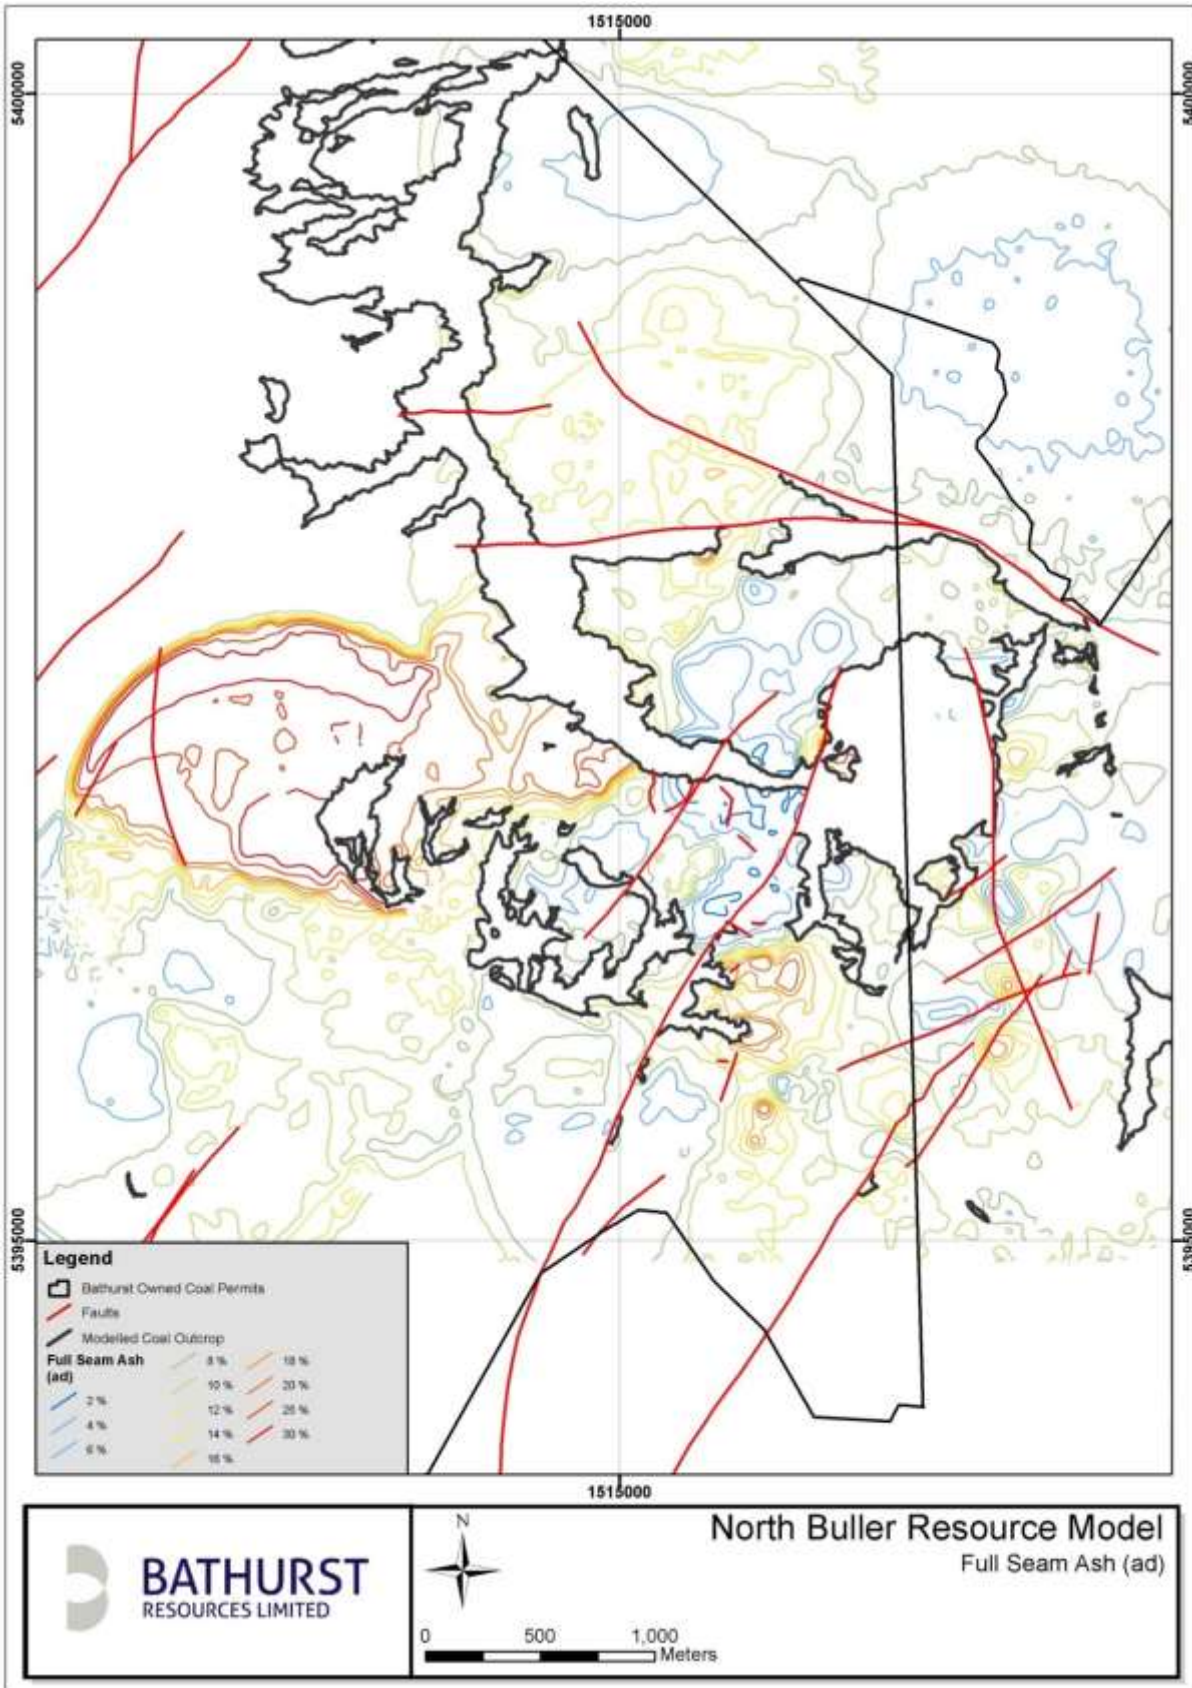 1515000
5400000
5400000
5395000
5395000
Legend
Bathurst Owned Coal Permits
Faults
Modelled Coal Outcrop
Full Seam Ash
(ad)
2 %
4 %
6 %
8 %
10 %
12 %
14 %
16 %
18 %
20 %
25 %
30 %
1515000
BATHURST
RESOURCES LIMITED
N
0 500 1,000
Meters
North Buller Resource Model
Full Seam Ash (ad)